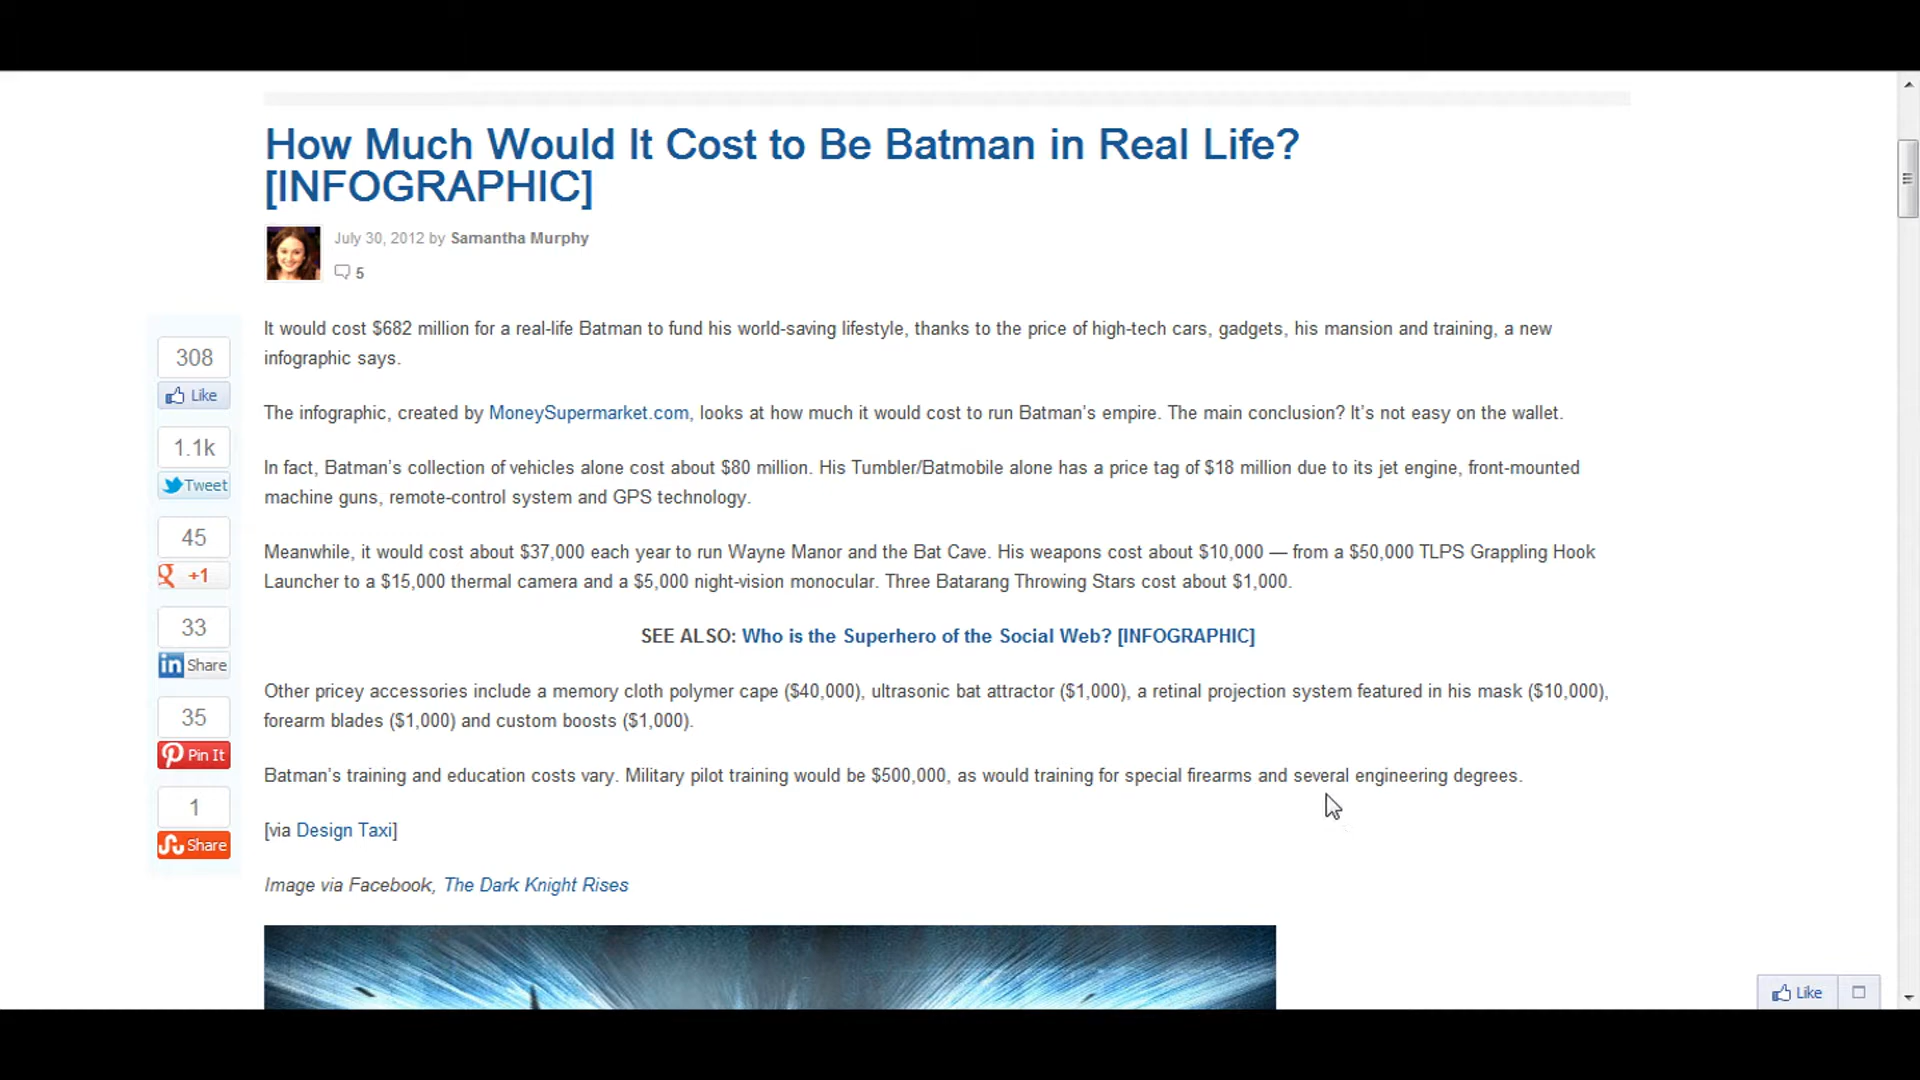 How Much Would It Cost to Be Batman in Real Life?
[INFOGRAPHIC]
July 30, 2012 by Samantha Murphy
5
It would cost $682 million for a real-life Batman to fund his world-saving lifestyle, thanks to the price of high-tech cars, gadgets, his mansion and training, a new
infographic says.
The infographic, created by MoneySupermarket.com, looks at how much it would cost to run Batman's empire. The main conclusion? It's not easy on the wallet.
In fact, Batman's collection of vehicles alone cost about $80 million. His Tumbler/Batmobile alone has a price tag of $18 million due to its jet engine, front-mounted
machine guns, remote-control system and GPS technology.
Meanwhile, it would cost about $37,000 each year to run Wayne Manor and the Bat Cave. His weapons cost about $10,000 — from a $50,000 TLPS Grappling Hook
Launcher to a $15,000 thermal camera and a $5,000 night-vision monocular. Three Batarang Throwing Stars cost about $1,000.
SEE ALSO: Who is the Superhero of the Social Web? [INFOGRAPHIC]
Other pricey accessories include a memory cloth polymer cape ($40,000), ultrasonic bat attractor ($1,000), a retinal projection system featured in his mask ($10,000),
forearm blades ($1,000) and custom boosts ($1,000).
Batman's training and education costs vary. Military pilot training would be $500,000, as would training for special firearms and several engineering degrees.
[via Design Taxi]
Image via Facebook, The Dark Knight Rises
308
Like
1.1k
Tweet
45
+1
33
in Share
35
Pin It
1
Share
Like